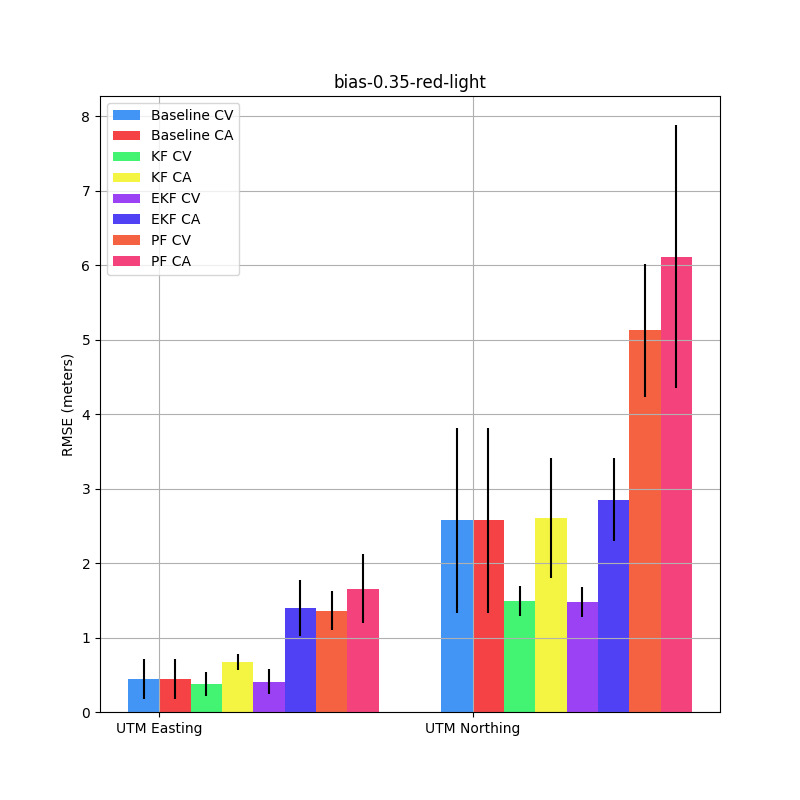 bias-0.35-red-light
8
7
6
5
4
3
2
1
0
RMSE (meters)
Baseline CV
Baseline CA
KF CV
KF CA
EKF CV
EKF CA
PF CV
PF CA
UTM Easting
UTM Northing